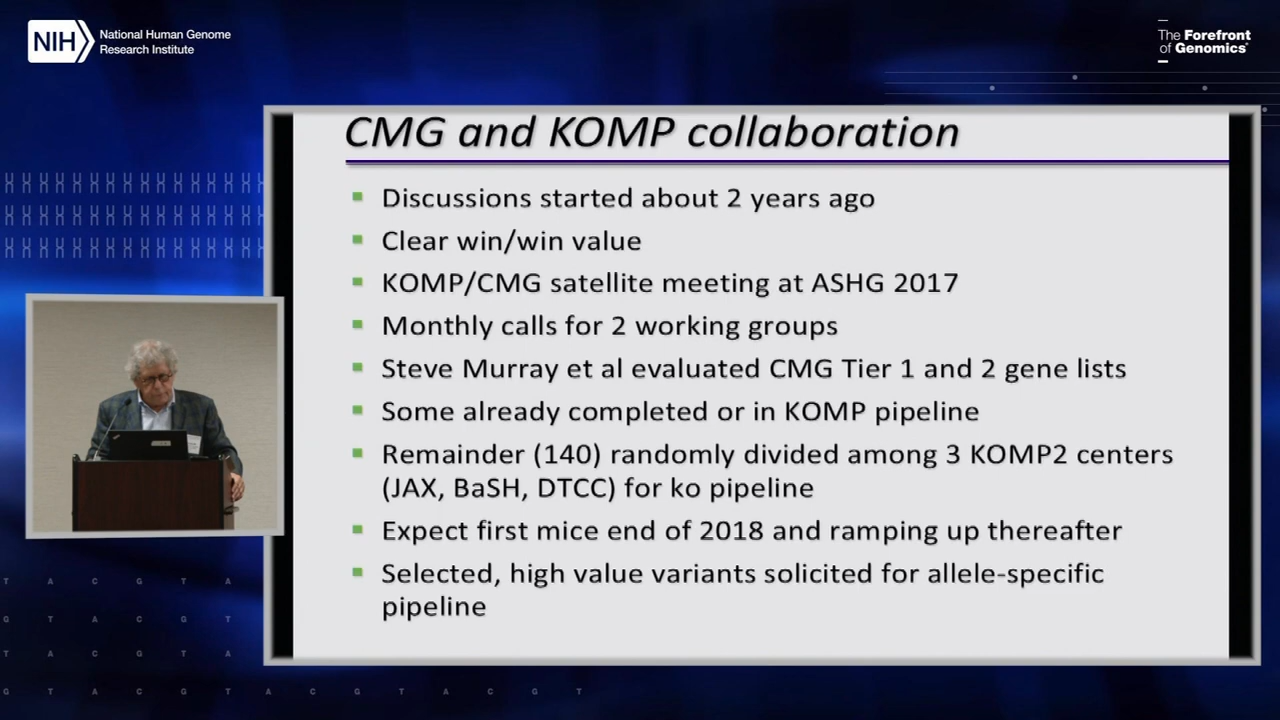 NIH
National Human Genome
Research Institute
The Forefront
of Genomics®
CMG and KOMP collaboration
Discussions started about 2 years ago
Clear win/win value
KOMP/CMG satellite meeting at ASHG 2017
Monthly calls for 2 working groups
Steve Murray et al evaluated CMG Tier 1 and 2 gene lists
Some already completed or in KOMP pipeline
Remainder (140) randomly divided among 3 KOMP2 centers
(JAX, BaSH, DTCC) for ko pipeline
Expect first mice end of 2018 and ramping up thereafter
Selected, high value variants solicited for allele-specific
pipeline
T A C G T A
G T A C G T
T A C G T A
G T A C G T A C G T A C G T